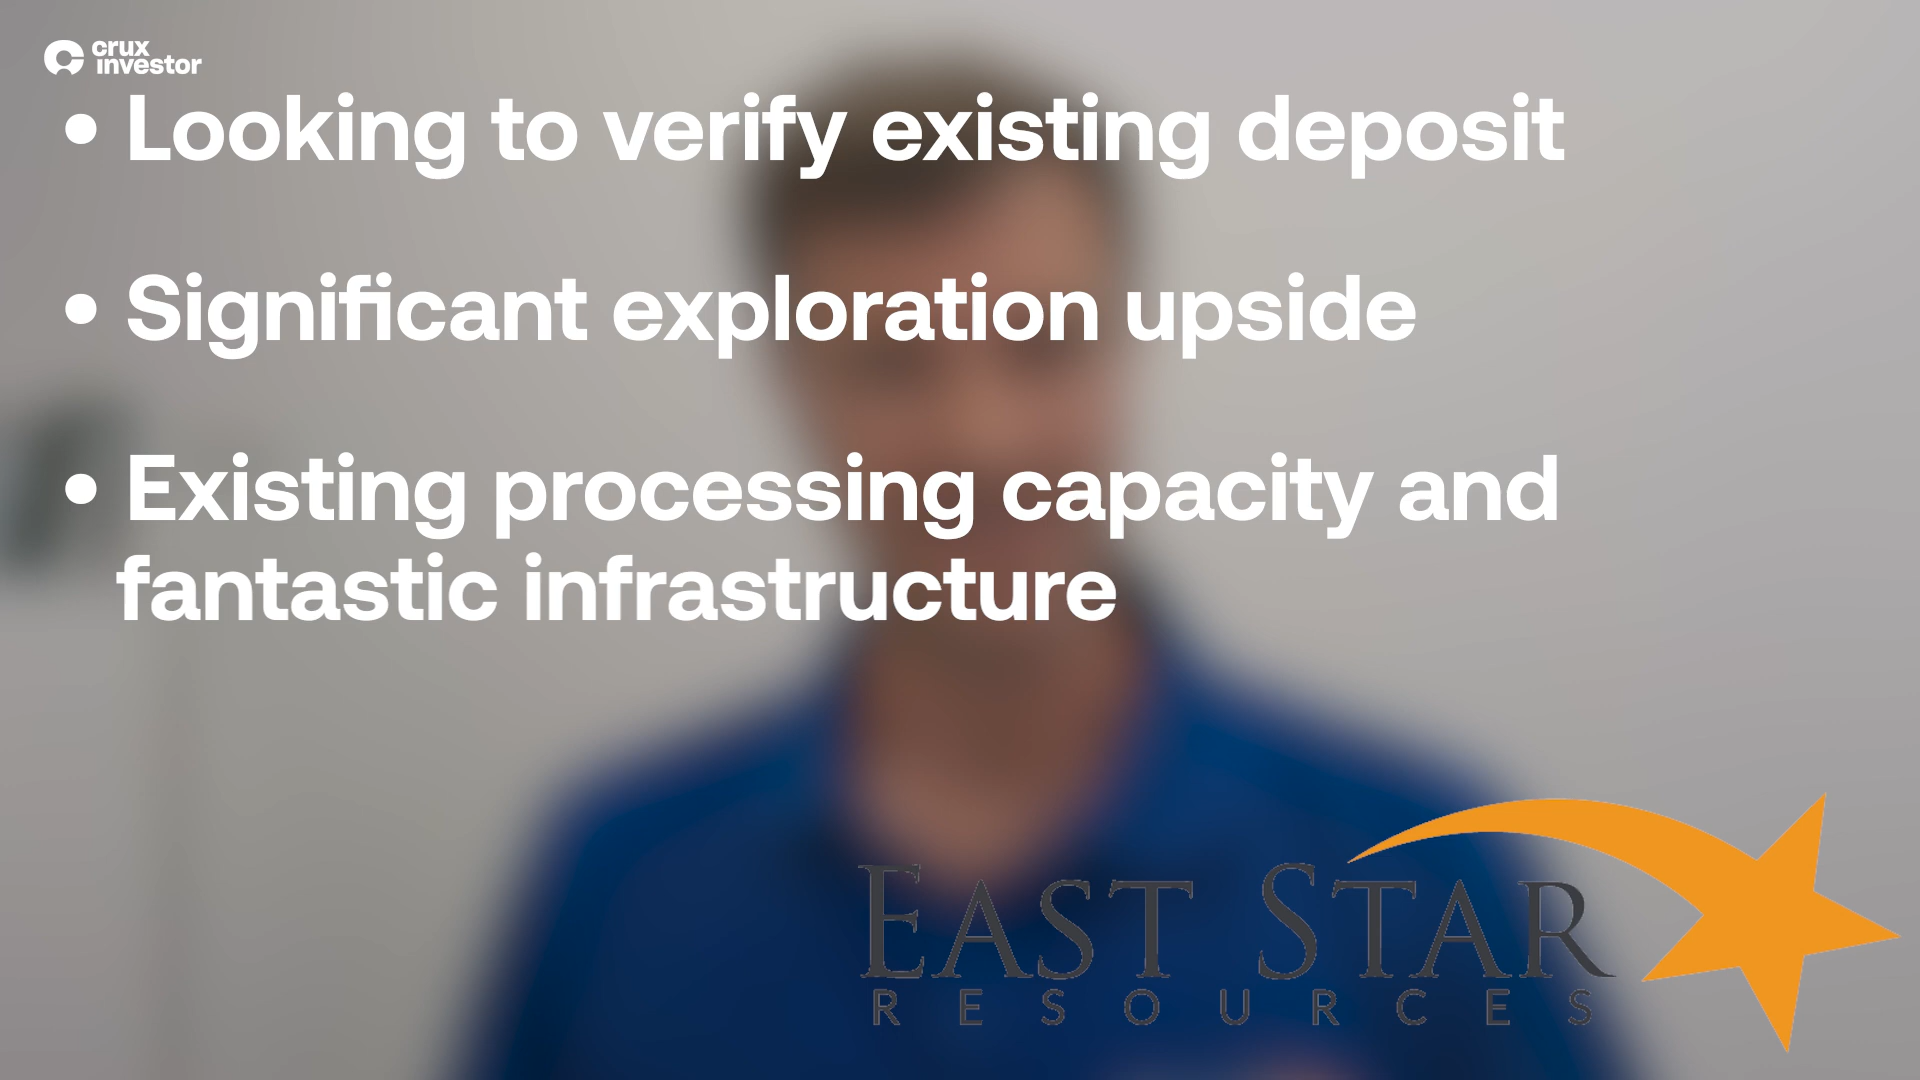 crux
investor
• Looking to verify existing deposit
• Significant exploration upside
• Existing processing capacity and
fantastic infrastructure
EAST STAR
RESOURCES